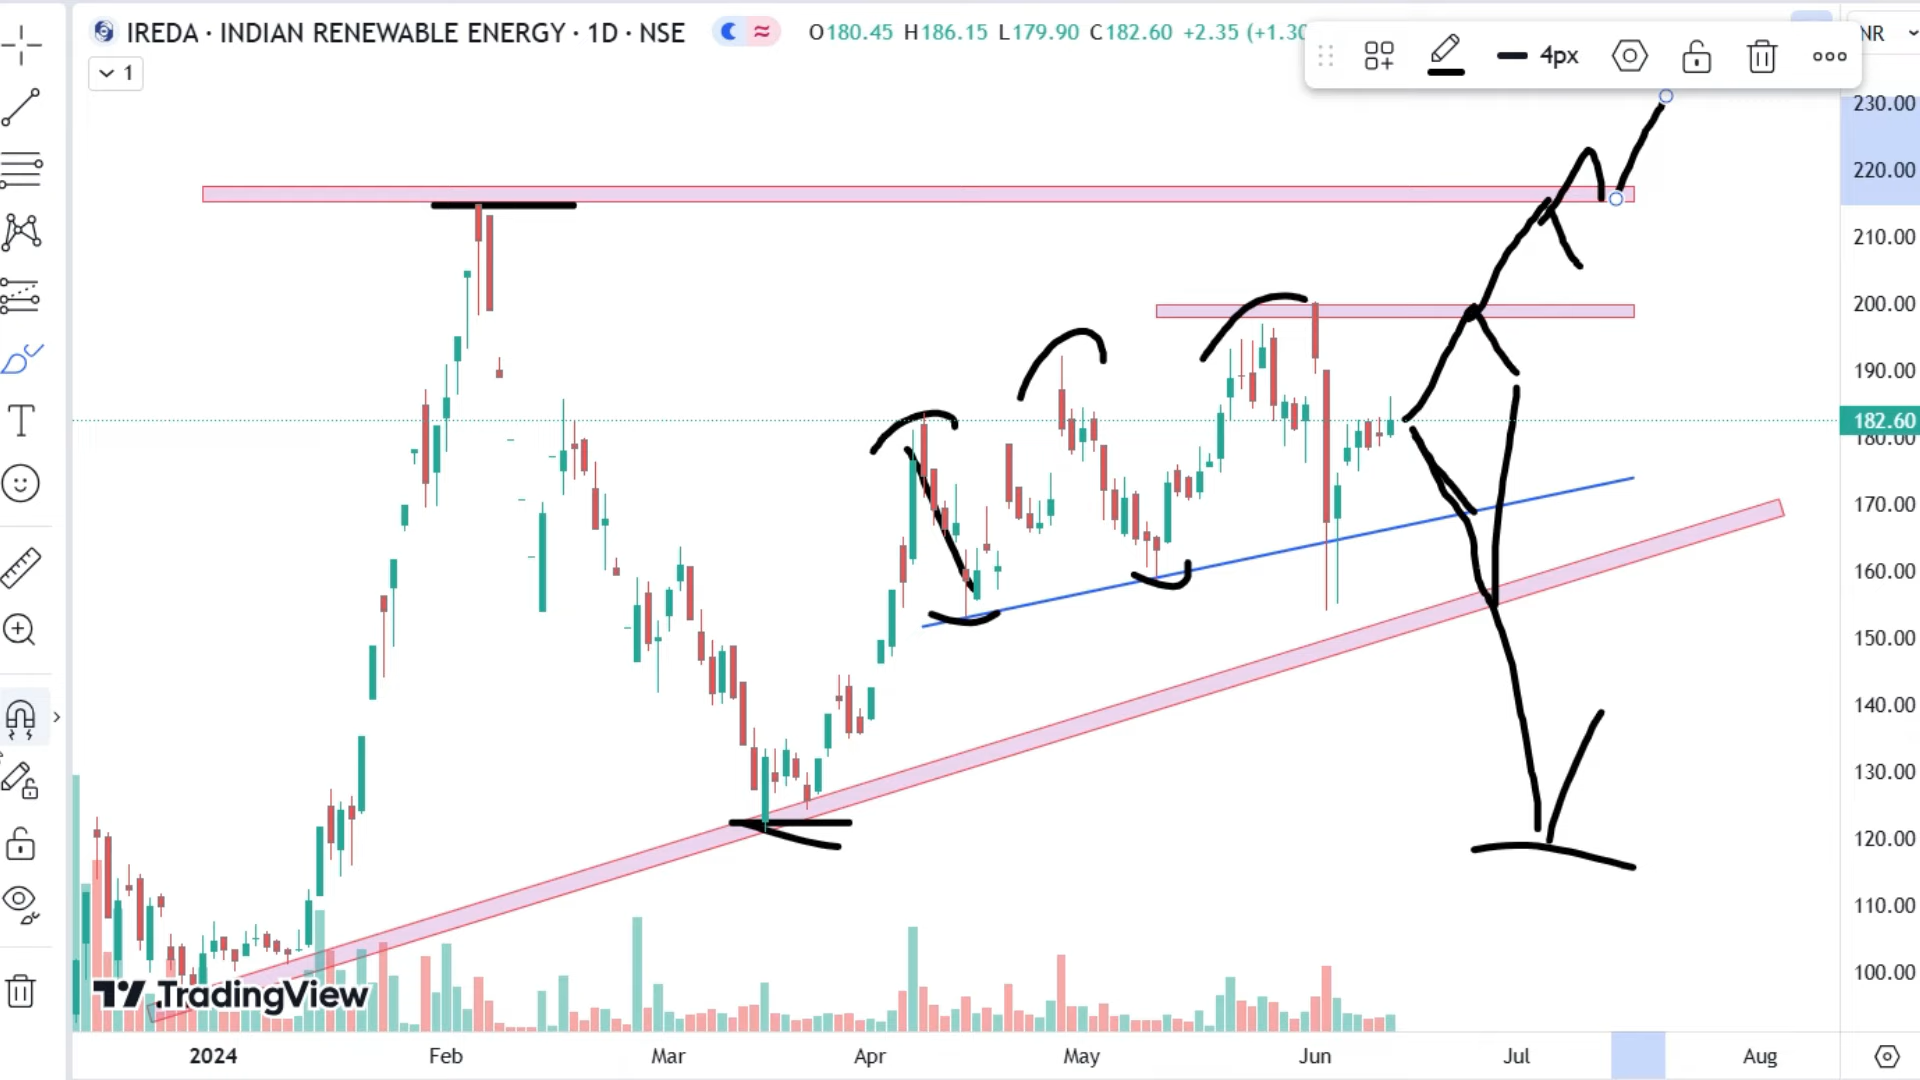 IREDA · INDIAN RENEWABLE ENERGY · 1D · NSE
O180.45 H186.15 L179.90 C182.60 +2.35 (+1.30
4px
NR
1
230.00
220.00
210.00
200.00
190.00
182.60
180.00
170.00
160.00
150.00
140.00
130.00
120.00
110.00
100.00
TradingView
2024 Feb Mar Apr May Jun Jul Aug